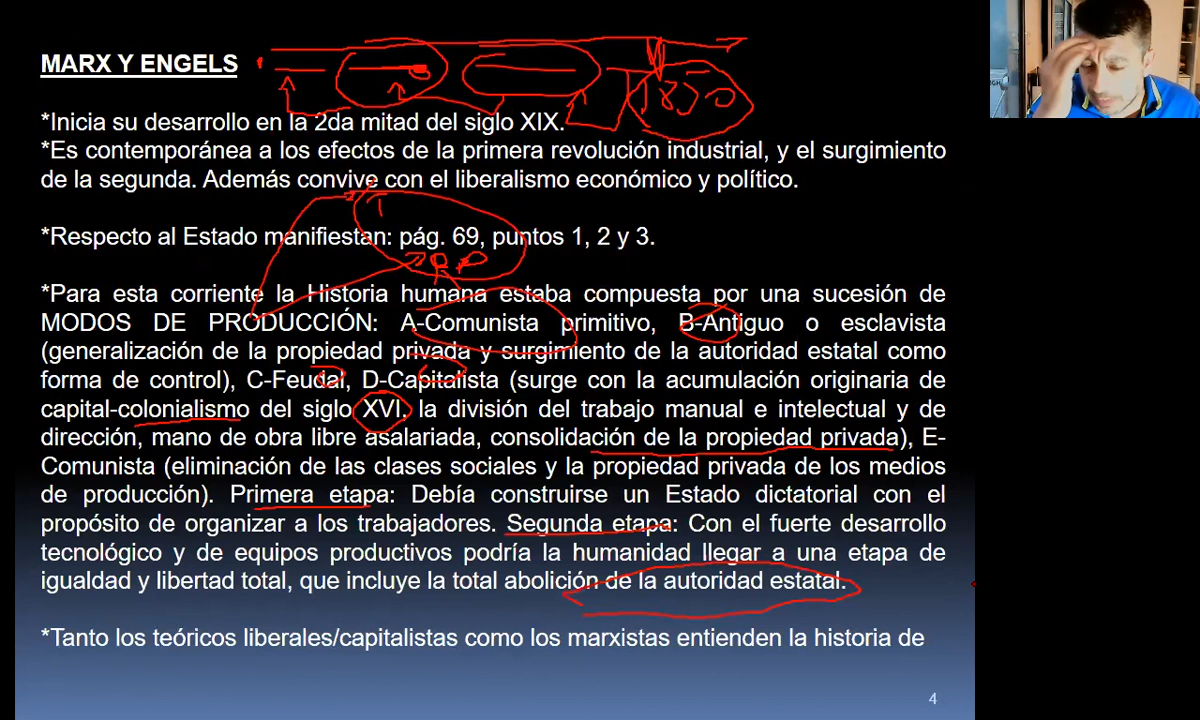 MARX Y ENGELS
1850
*Inicia su desarrollo en la 2da mitad del siglo XIX.
*Es contemporánea a los efectos de la primera revolución industrial, y el surgimiento
de la segunda. Además convive con el liberalismo económico y político.
*Respecto al Estado manifiestan: pág. 69, puntos 1, 2 y 3.
*Para esta corriente la Historia humana estaba compuesta por una sucesión de
MODOS DE PRODUCCIÓN: A-Comunista primitivo, B-Antiguo o esclavista
(generalización de la propiedad privada y surgimiento de la autoridad estatal como
forma de control), C-Feudal, D-Capitalista (surge con la acumulación originaria de
capital-colonialismo del siglo XVI, la división del trabajo manual e intelectual y de
dirección, mano de obra libre asalariada, consolidación de la propiedad privada), E-
Comunista (eliminación de las clases sociales y la propiedad privada de los medios
de producción). Primera etapa: Debía construirse un Estado dictatorial con el
propósito de organizar a los trabajadores. Segunda etapa: Con el fuerte desarrollo
tecnológico y de equipos productivos podría la humanidad llegar a una etapa de
igualdad y libertad total, que incluye la total abolición de la autoridad estatal.
*Tanto los teóricos liberales/capitalistas como los marxistas entienden la historia de
4